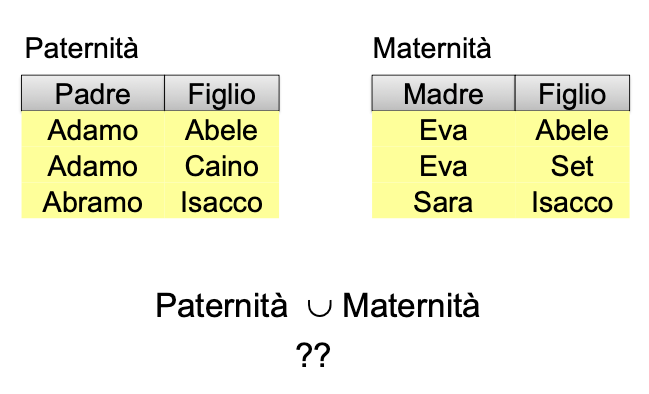 Paternità
Maternità
Padre Figlio
Madre Figlio
Adamo Abele
Eva Abele
Adamo Caino
Eva Set
Abramo Isacco
Sara Isacco
Paternità ∪ Maternità
??